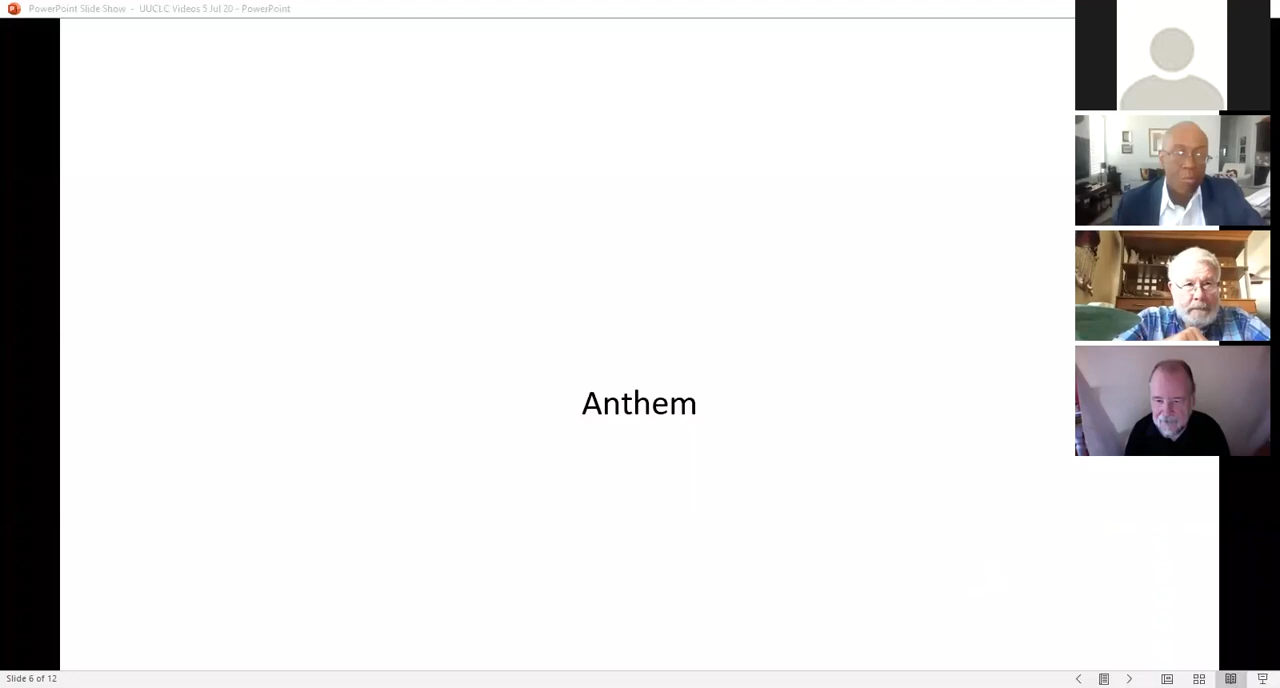 PowerPoint Slide Show - UUCLC Videos 5 Jul 20 - PowerPoint
Anthem
Slide 6 of 12